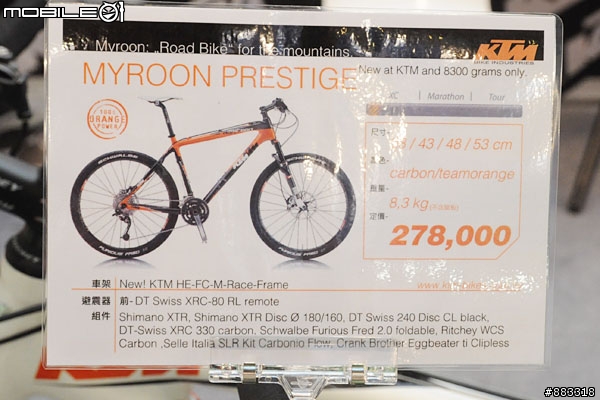 MOBILE01
Myroon: „Road Bike" for the mountains.
KTM
BIKE INDUSTRIES
MYROON PRESTIGE
New at KTM and 8300 grams only.
XC Marathon Tour
100% ORANGE POWER
尺寸-
/ 43 / 48 / 53 cm
carbon/teamorange
重量-
8,3 kg
定價-
278,000
車架 New! KTM HE-FC-M-Race-Frame
避震器 前-DT Swiss XRC-80 RL remote
組件 Shimano XTR, Shimano XTR Disc Ø 180/160, DT Swiss 240 Disc CL black,
DT-Swiss XRC 330 carbon, Schwalbe Furious Fred 2.0 foldable, Ritchey WCS
Carbon ,Selle Italia SLR Kit Carbonio Flow, Crank Brother Eggbeater ti Clipless
#883318